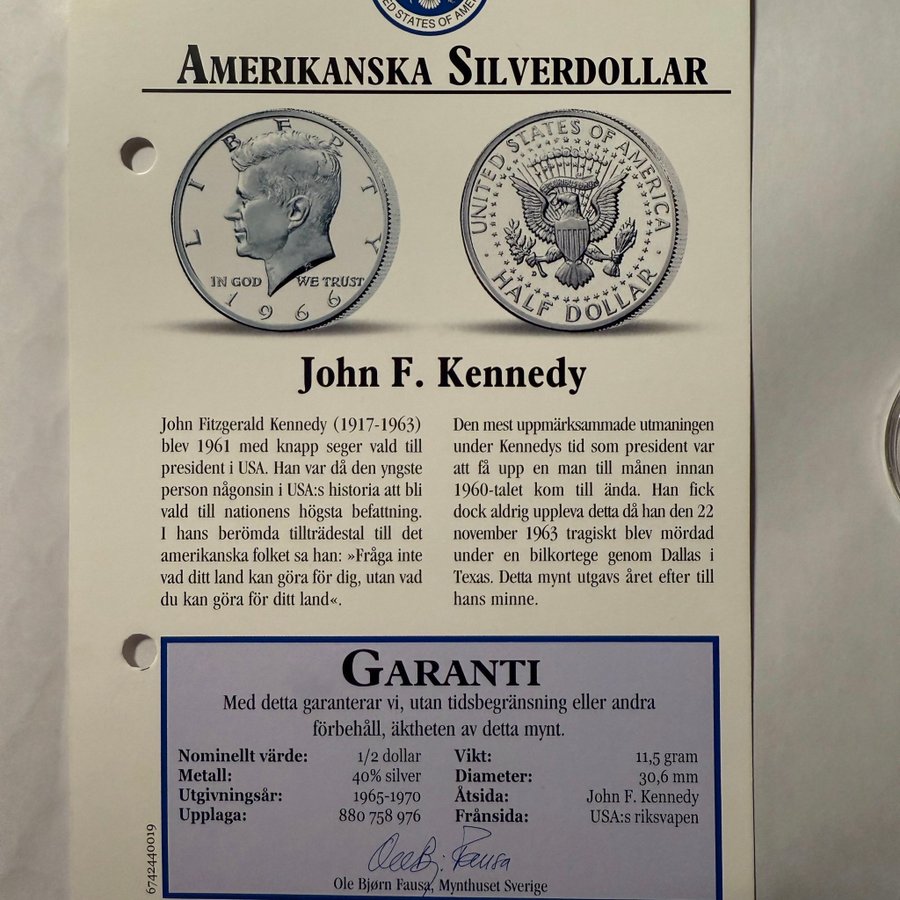 D STATES OF AME
AMERIKANSKA SILVERDOLLAR
LIBERTY
IN GOD WE TRUST
1966
UNITED STATES OF AMERICA
HALF DOLLAR
John F. Kennedy
John Fitzgerald Kennedy (1917-1963)
blev 1961 med knapp seger vald till
president i USA. Han var då den yngste
person någonsin i USA:s historia att bli
vald till nationens högsta befattning.
I hans berömda tillträdestal till det
amerikanska folket sa han: »Fråga inte
vad ditt land kan göra för dig, utan vad
du kan göra för ditt land«.
Den mest uppmärksammade utmaningen
under Kennedys tid som president var
att få upp en man till månen innan
1960-talet kom till ända. Han fick
dock aldrig uppleva detta då han den 22
november 1963 tragiskt blev mördad
under en bilkortege genom Dallas i
Texas. Detta mynt utgavs året efter till
hans minne.
GARANTI
Med detta garanterar vi, utan tidsbegränsning eller andra
förbehåll, äktheten av detta mynt.
Nominellt värde: 1/2 dollar
Metall: 40% silver
Utgivningsår: 1965-1970
Upplaga: 880 758 976
Vikt: 11,5 gram
Diameter: 30,6 mm
Åtsida: John F. Kennedy
Frånsida: USA:s riksvapen
Ole Bj. Fausa
Ole Bjørn Fausa, Mynthuset Sverige
6742440019